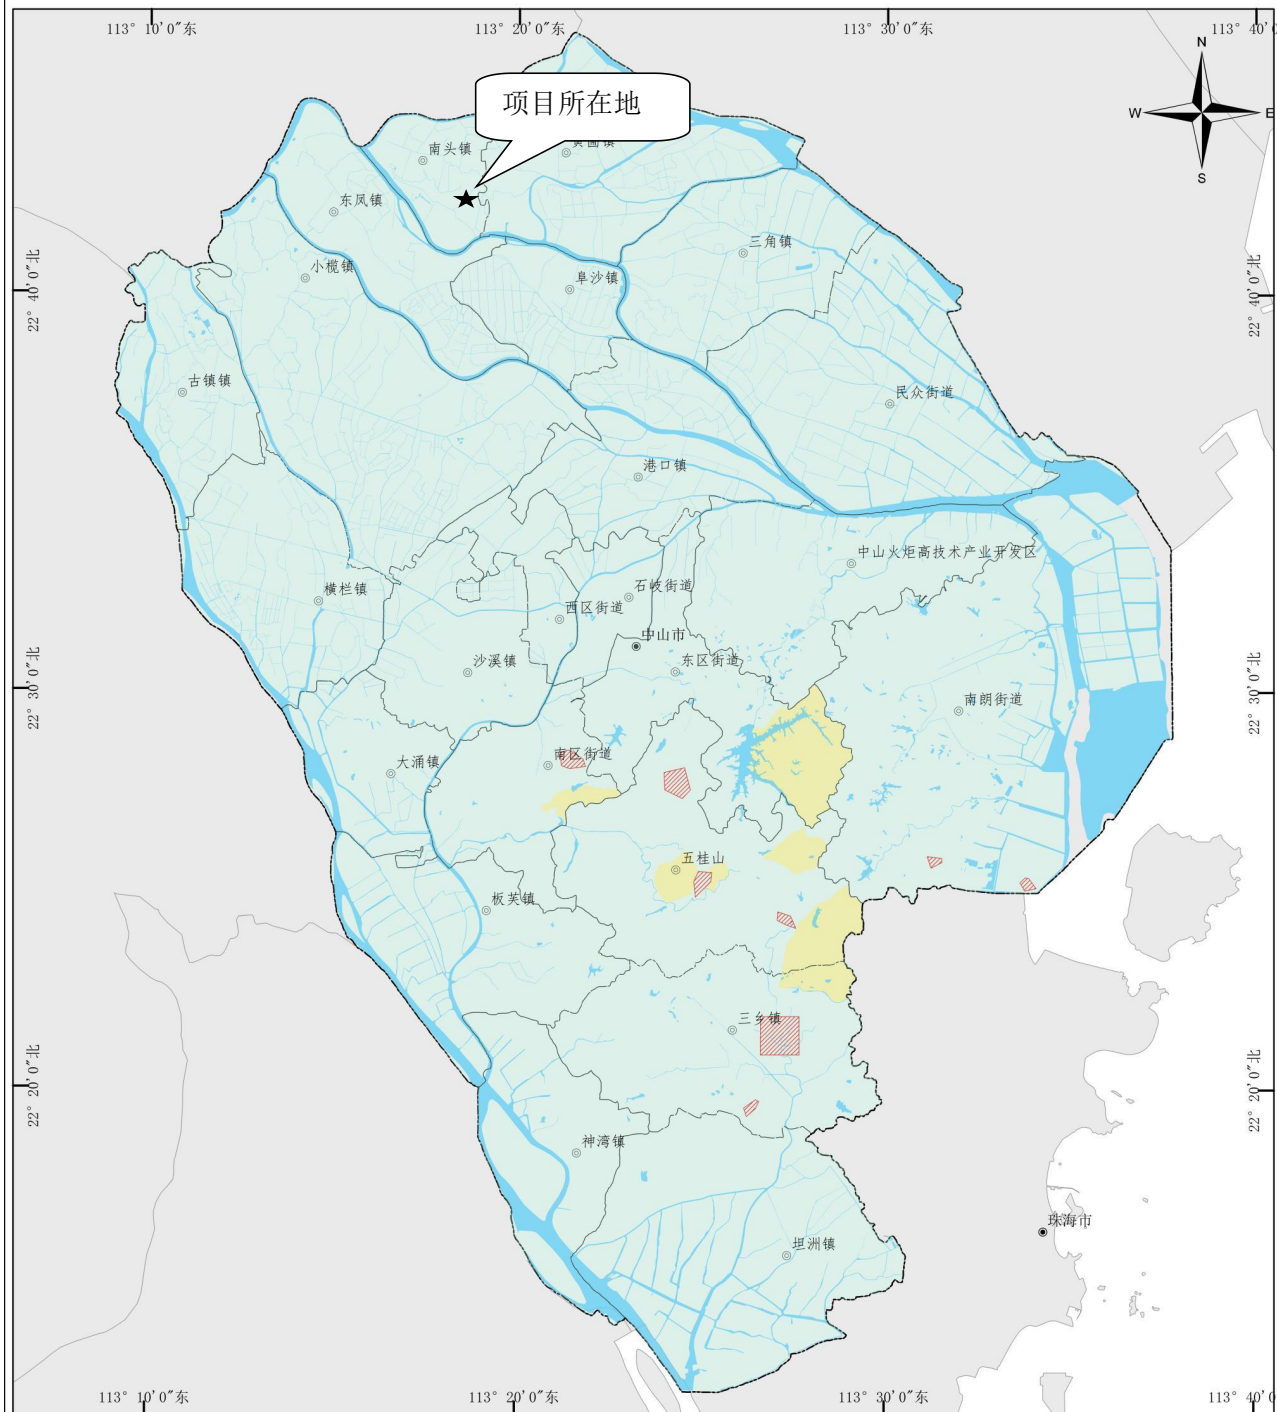 113° 10′0″东
113° 20′0″东
113° 30′0″东
113° 40′0
N
W
E
S
项目所在地
南头镇
黄圃镇
东凤镇
三角镇
小榄镇
阜沙镇
22° 40′0″北
22° 40′0″北
古镇镇
民众街道
港口镇
中山火炬高技术产业开发区
横栏镇
石岐街道
西区街道
中山市
沙溪镇
东区街道
22° 30′0″北
22° 30′0″北
南朗街道
大涌镇
南区街道
五桂山
板芙镇
三乡镇
22° 20′0″北
22° 20′0″北
神湾镇
珠海市
坦洲镇
113° 10′0″东
113° 20′0″东
113° 30′0″东
113° 40′0